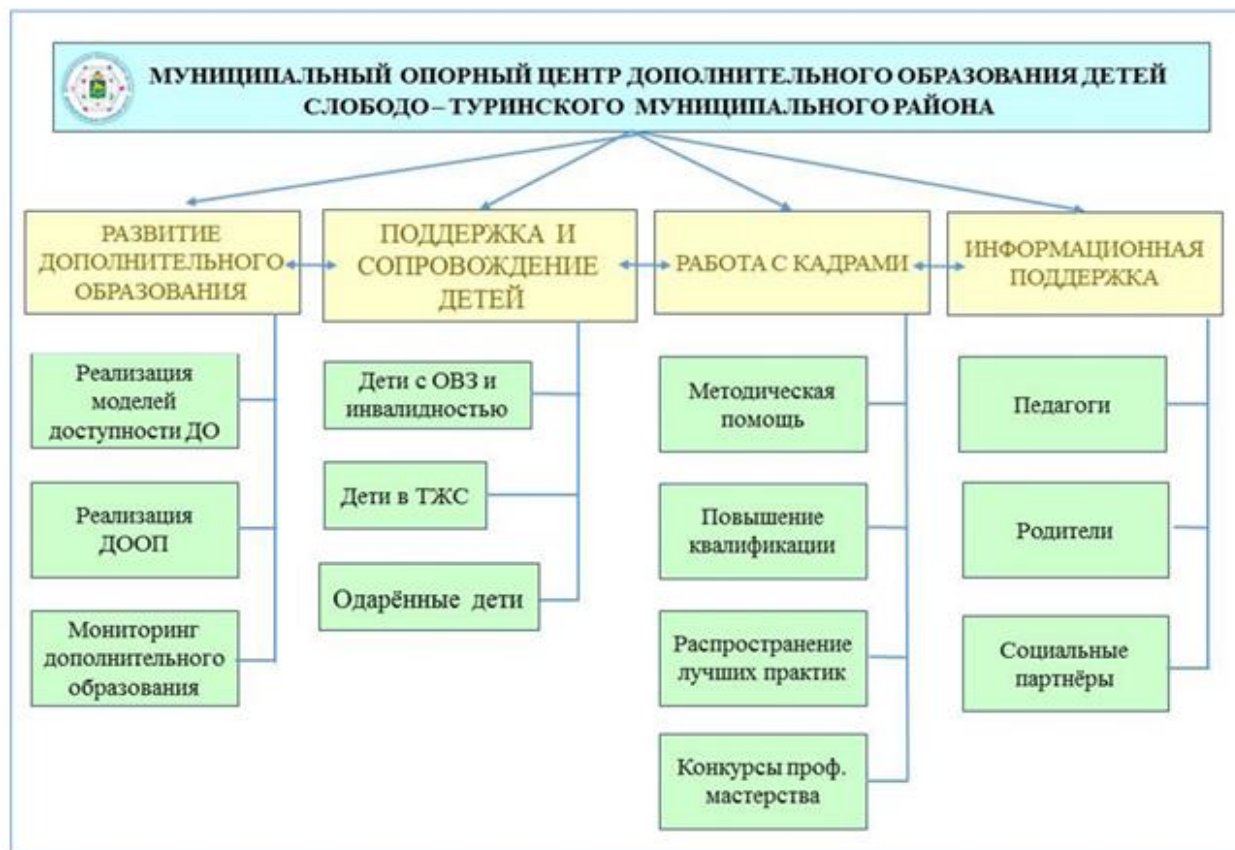 МУНИЦИПАЛЬНЫЙ ОПОРНЫЙ ЦЕНТР ДОПОЛНИТЕЛЬНОГО ОБРАЗОВАНИЯ ДЕТЕЙ
СЛОБОДО – ТУРИНСКОГО МУНИЦИПАЛЬНОГО РАЙОНА
РАЗВИТИЕ
ДОПОЛНИТЕЛЬНОГО
ОБРАЗОВАНИЯ
Реализация
моделей
доступности ДО
Реализация
ДООП
Мониторинг
дополнительного
образования
ПОДДЕРЖКА И
СОПРОВОЖДЕНИЕ
ДЕТЕЙ
Дети с ОВЗ и
инвалидностью
Дети в ТЖС
Одарённые дети
РАБОТА С КАДРАМИ
Методическая
помощь
Повышение
квалификации
Распространение
лучших практик
Конкурсы проф.
мастерства
ИНФОРМАЦИОННАЯ
ПОДДЕРЖКА
Педагоги
Родители
Социальные
партнёры